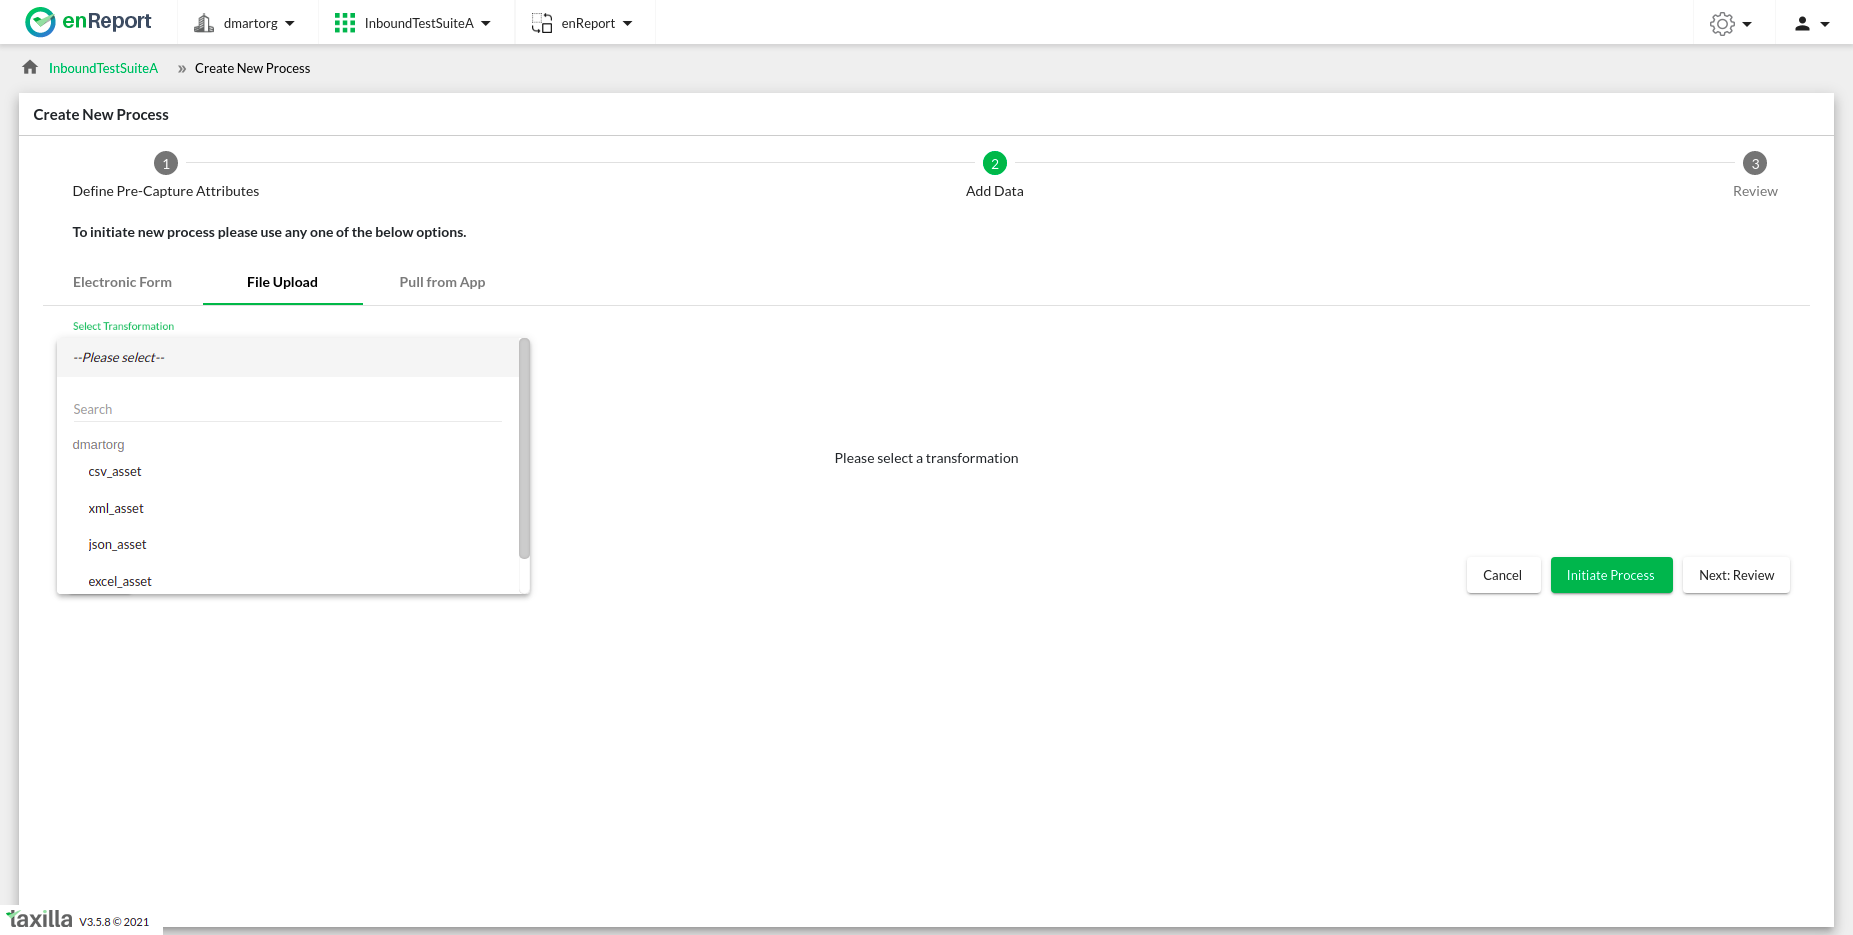 enReport dmartorg InboundTestSuiteA enReport
InboundTestSuiteA » Create New Process
Create New Process
1 2 3
Define Pre-Capture Attributes Add Data Review
To initiate new process please use any one of the below options.
Electronic Form File Upload Pull from App
Select Transformation
--Please select--
Search
dmartorg
csv_asset
xml_asset
json_asset
excel_asset
Please select a transformation
Cancel Initiate Process Next: Review
taxilla V3.5.8 © 2021